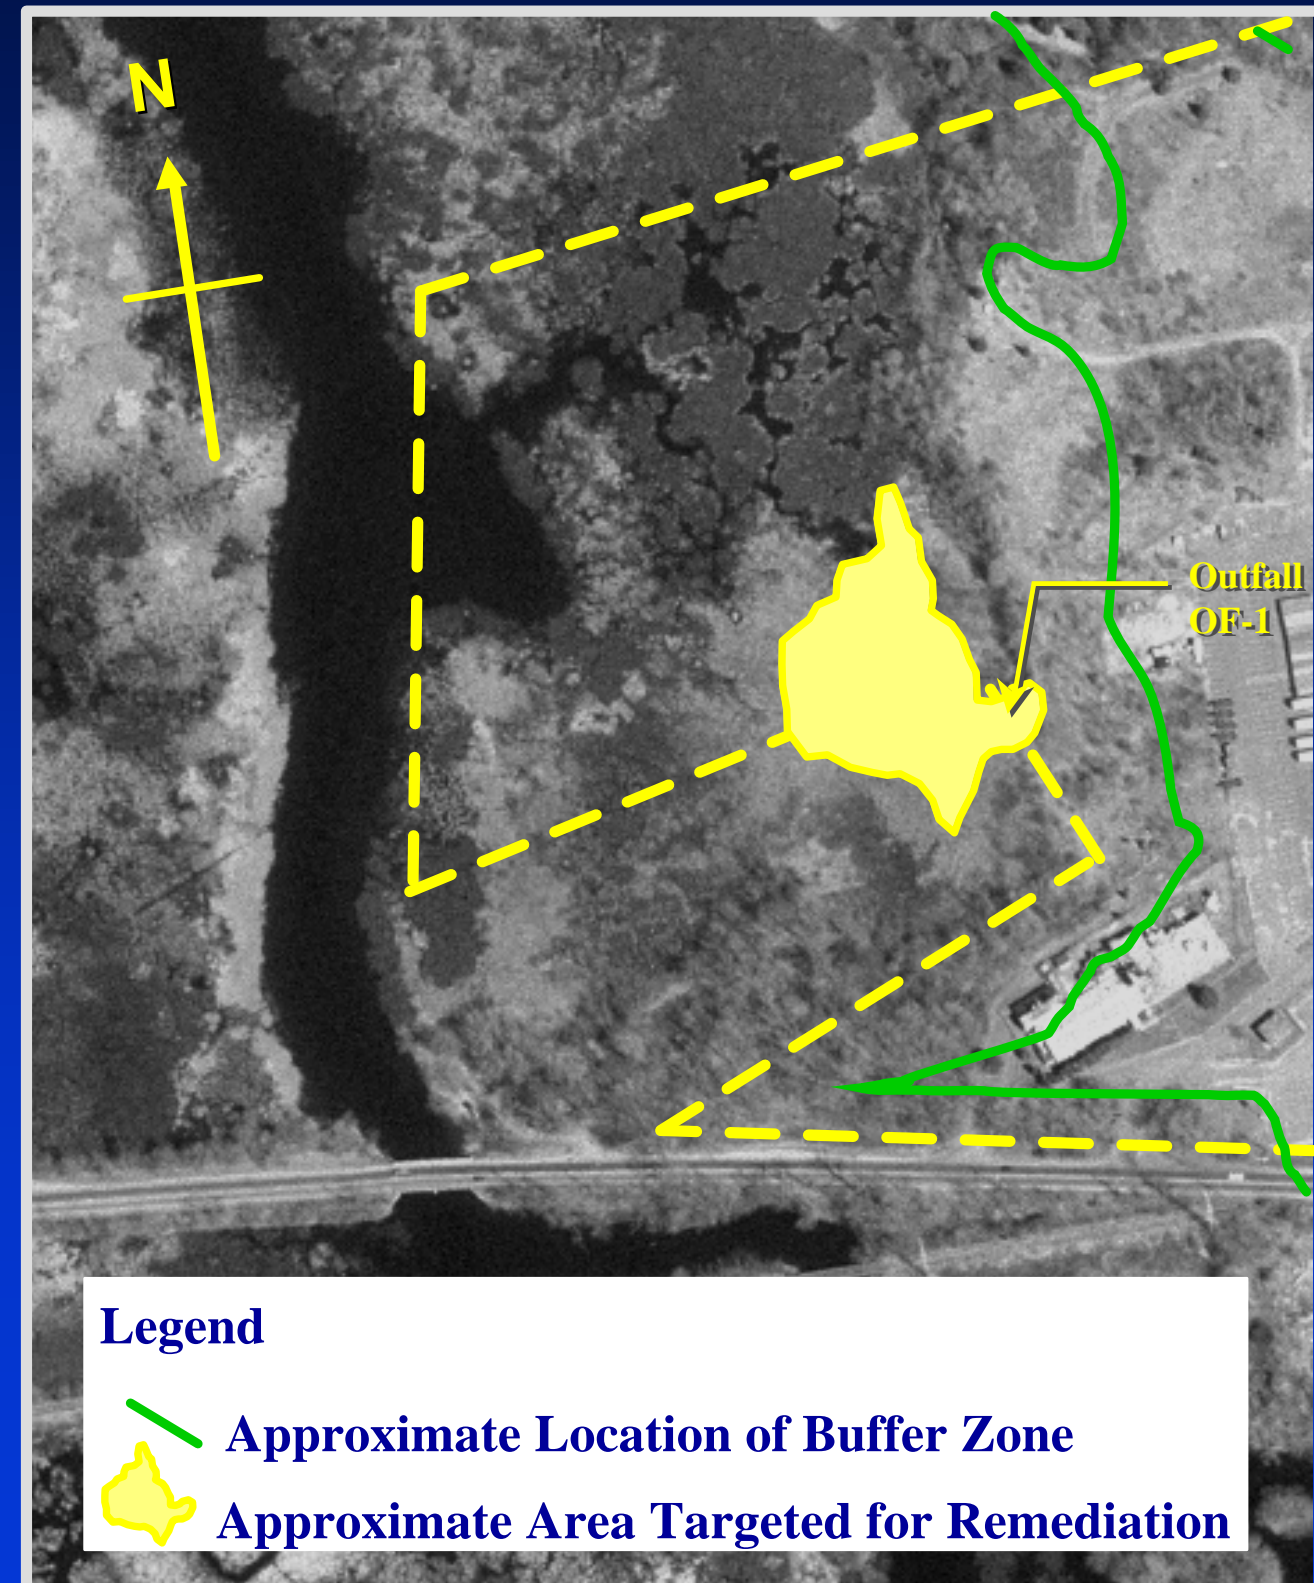 N
Outfall
OF-1
Legend
Approximate Location of Buffer Zone
Approximate Area Targeted for Remediation